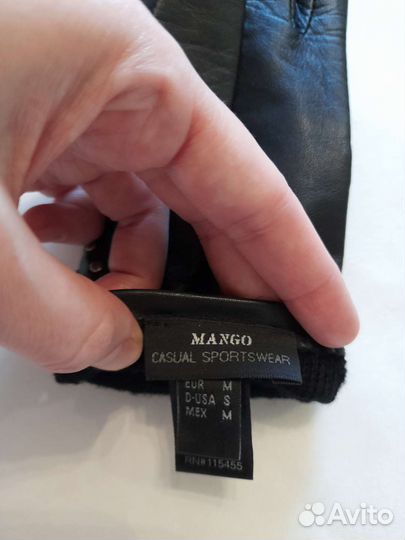 MANGO
CASUAL SPORTSWEAR
EUR M
D-USA S
MEX M
RN# 115455
Avito